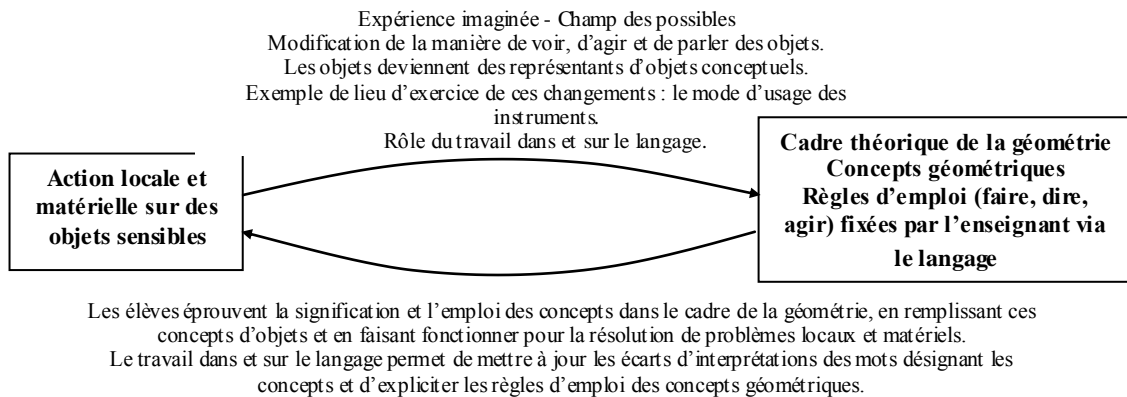 Expérience imaginée - Champ des possibles
Modification de la manière de voir, d'agir et de parler des objets.
Les objets deviennent des représentants d'objets conceptuels.
Exemple de lieu d'exercice de ces changements : le mode d'usage des
instruments.
Rôle du travail dans et sur le langage.
Action locale et
matérielle sur des
objets sensibles
Cadre théorique de la géométrie
Concepts géométriques
Règles d'emploi (faire, dire,
agir) fixées par l'enseignant via
le langage
Les élèves éprouvent la signification et l'emploi des concepts dans le cadre de la géométrie, en remplissant ces
concepts d'objets et en faisant fonctionner pour la résolution de problèmes locaux et matériels.
Le travail dans et sur le langage permet de mettre à jour les écarts d'interprétations des mots désignant les
concepts et d'expliciter les règles d'emploi des concepts géométriques.